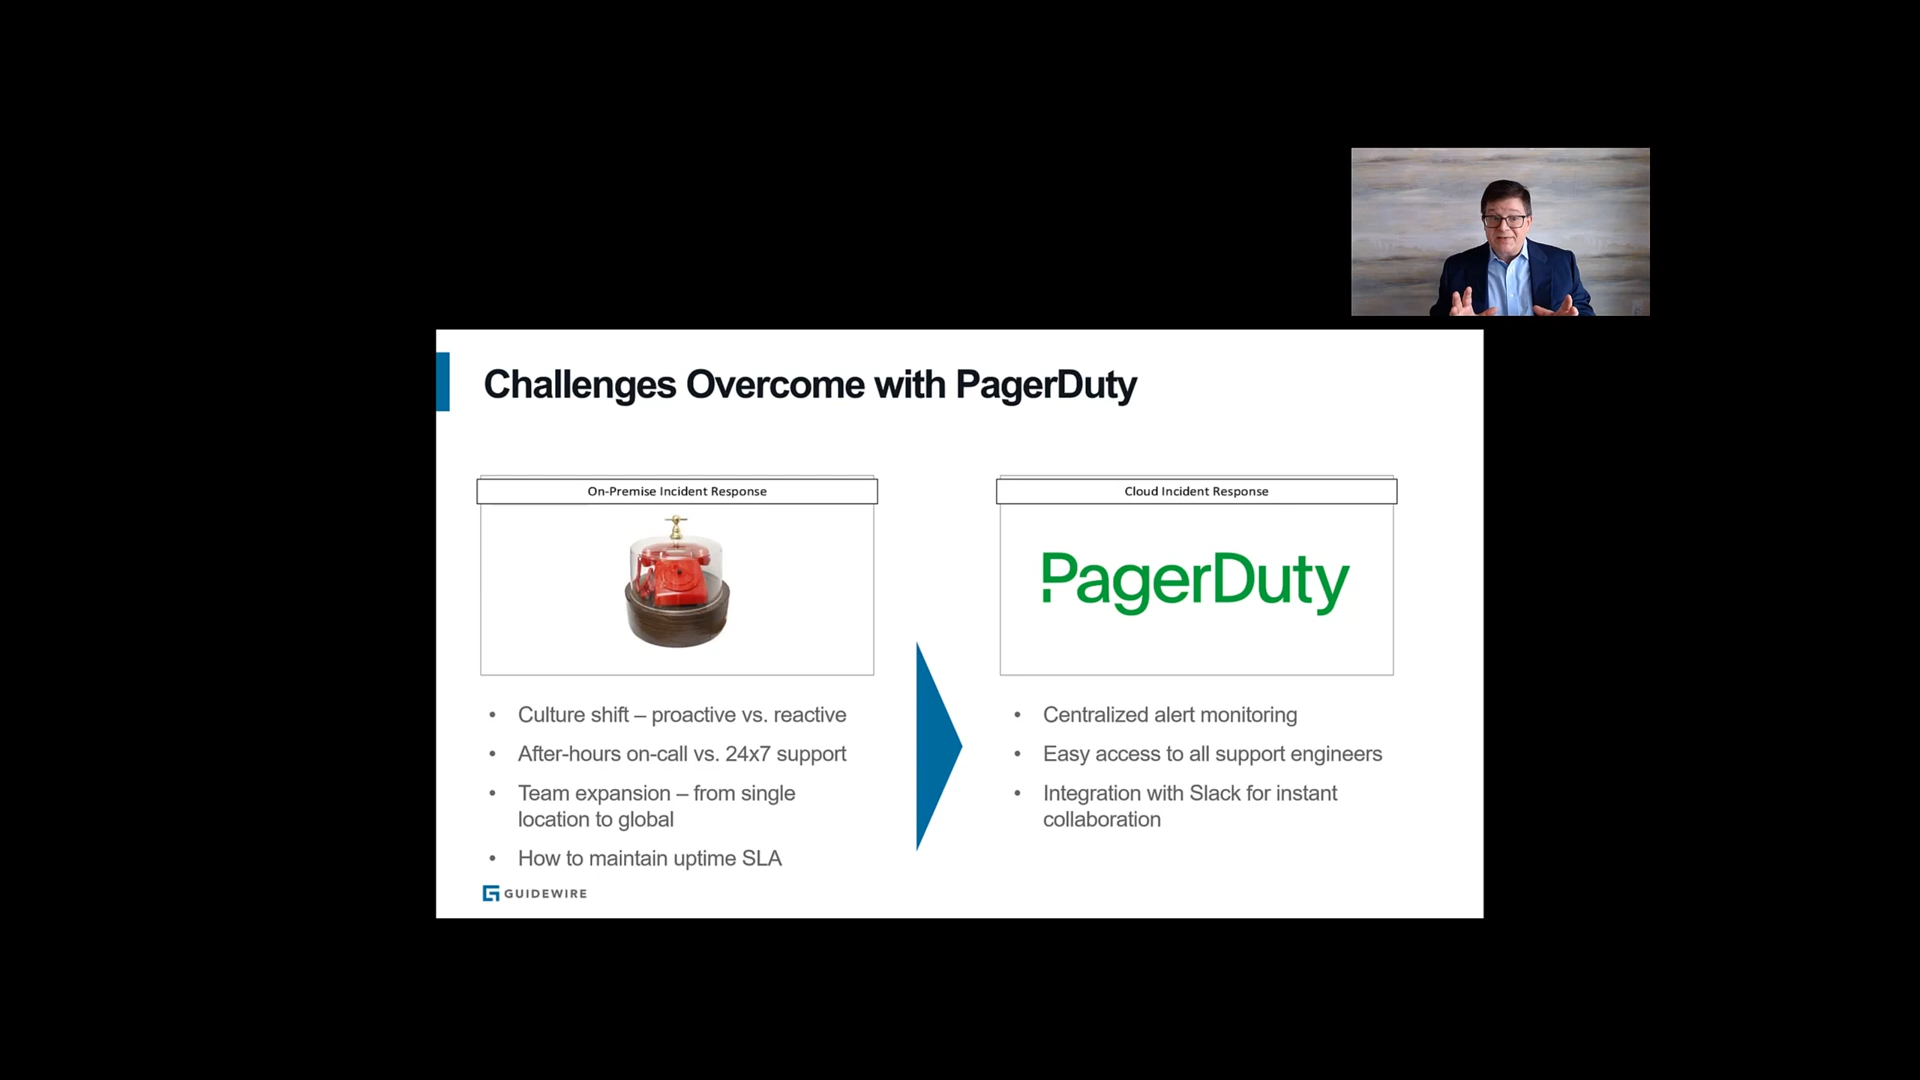 Challenges Overcome with PagerDuty
On-Premise Incident Response
• Culture shift – proactive vs. reactive
• After-hours on-call vs. 24x7 support
• Team expansion – from single
location to global
• How to maintain uptime SLA
Cloud Incident Response
PagerDuty
• Centralized alert monitoring
• Easy access to all support engineers
• Integration with Slack for instant
collaboration
GUIDEWIRE